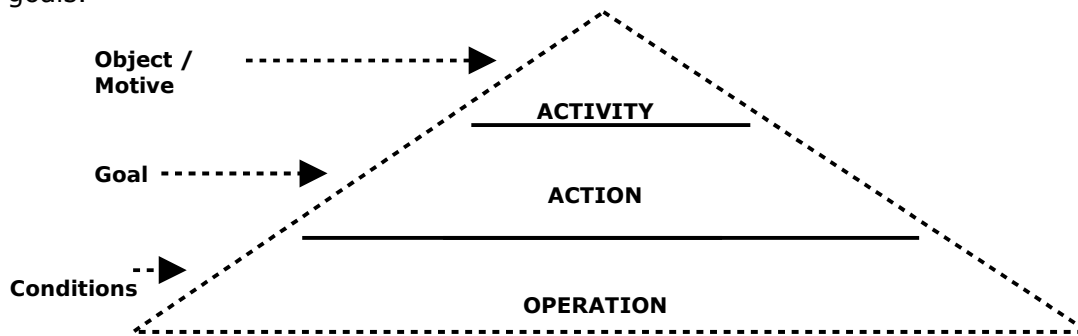 goals.
Object /
Motive
ACTIVITY
Goal
ACTION
Conditions
OPERATION